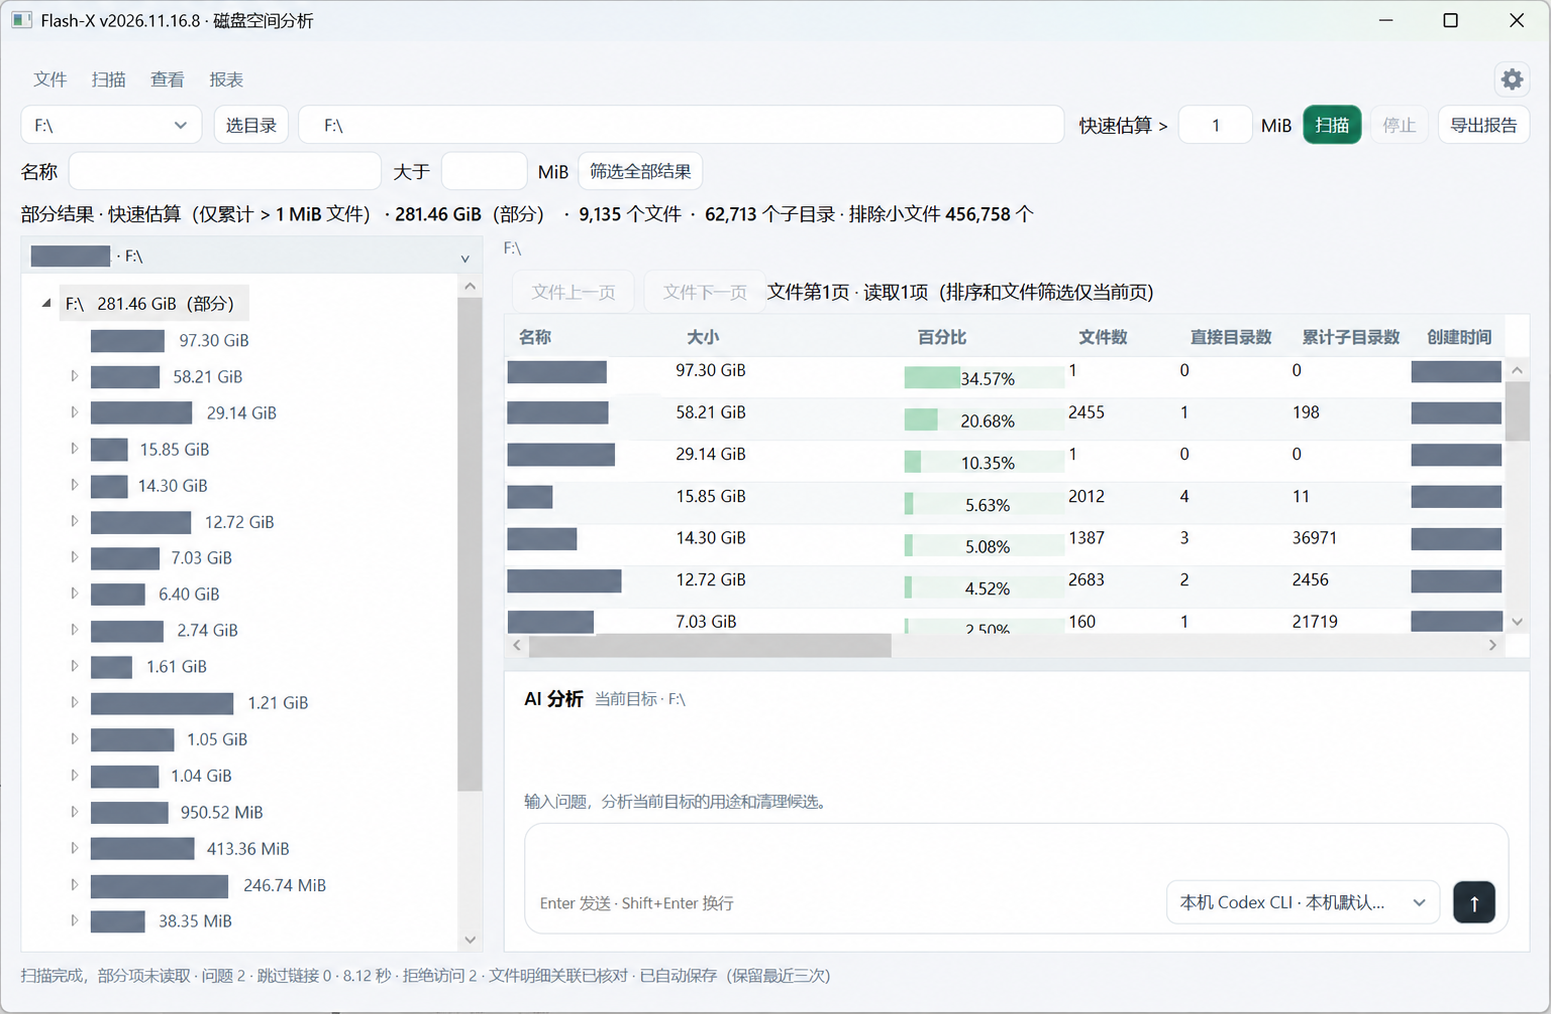 Flash-X v2026.11.16.8 · 磁盘空间分析
文件 扫描 查看 报表
F:\ 选目录 F:\ 快速估算 > 1 MiB 扫描 停止 导出报告
名称 大于 MiB 筛选全部结果
部分结果 · 快速估算（仅累计 > 1 MiB 文件） · 281.46 GiB（部分） · 9,135 个文件 · 62,713 个子目录 · 排除小文件 456,758 个
· F:\
F:\ 281.46 GiB（部分）
97.30 GiB
58.21 GiB
29.14 GiB
15.85 GiB
14.30 GiB
12.72 GiB
7.03 GiB
6.40 GiB
2.74 GiB
1.61 GiB
1.21 GiB
1.05 GiB
1.04 GiB
950.52 MiB
413.36 MiB
246.74 MiB
38.35 MiB
F:\
文件上一页 文件下一页 文件第1页 · 读取1项（排序和文件筛选仅当前页）
名称 大小 百分比 文件数 直接目录数 累计子目录数 创建时间
97.30 GiB 34.57% 1 0 0
58.21 GiB 20.68% 2455 1 198
29.14 GiB 10.35% 1 0 0
15.85 GiB 5.63% 2012 4 11
14.30 GiB 5.08% 1387 3 36971
12.72 GiB 4.52% 2683 2 2456
7.03 GiB 2.50% 160 1 21719
AI 分析 当前目标 · F:\
输入问题，分析当前目标的用途和清理候选。
Enter 发送 · Shift+Enter 换行 本机 Codex CLI · 本机默认... ↑
扫描完成，部分项未读取 · 问题 2 · 跳过链接 0 · 8.12 秒 · 拒绝访问 2 · 文件明细关联已核对 · 已自动保存（保留最近三次）